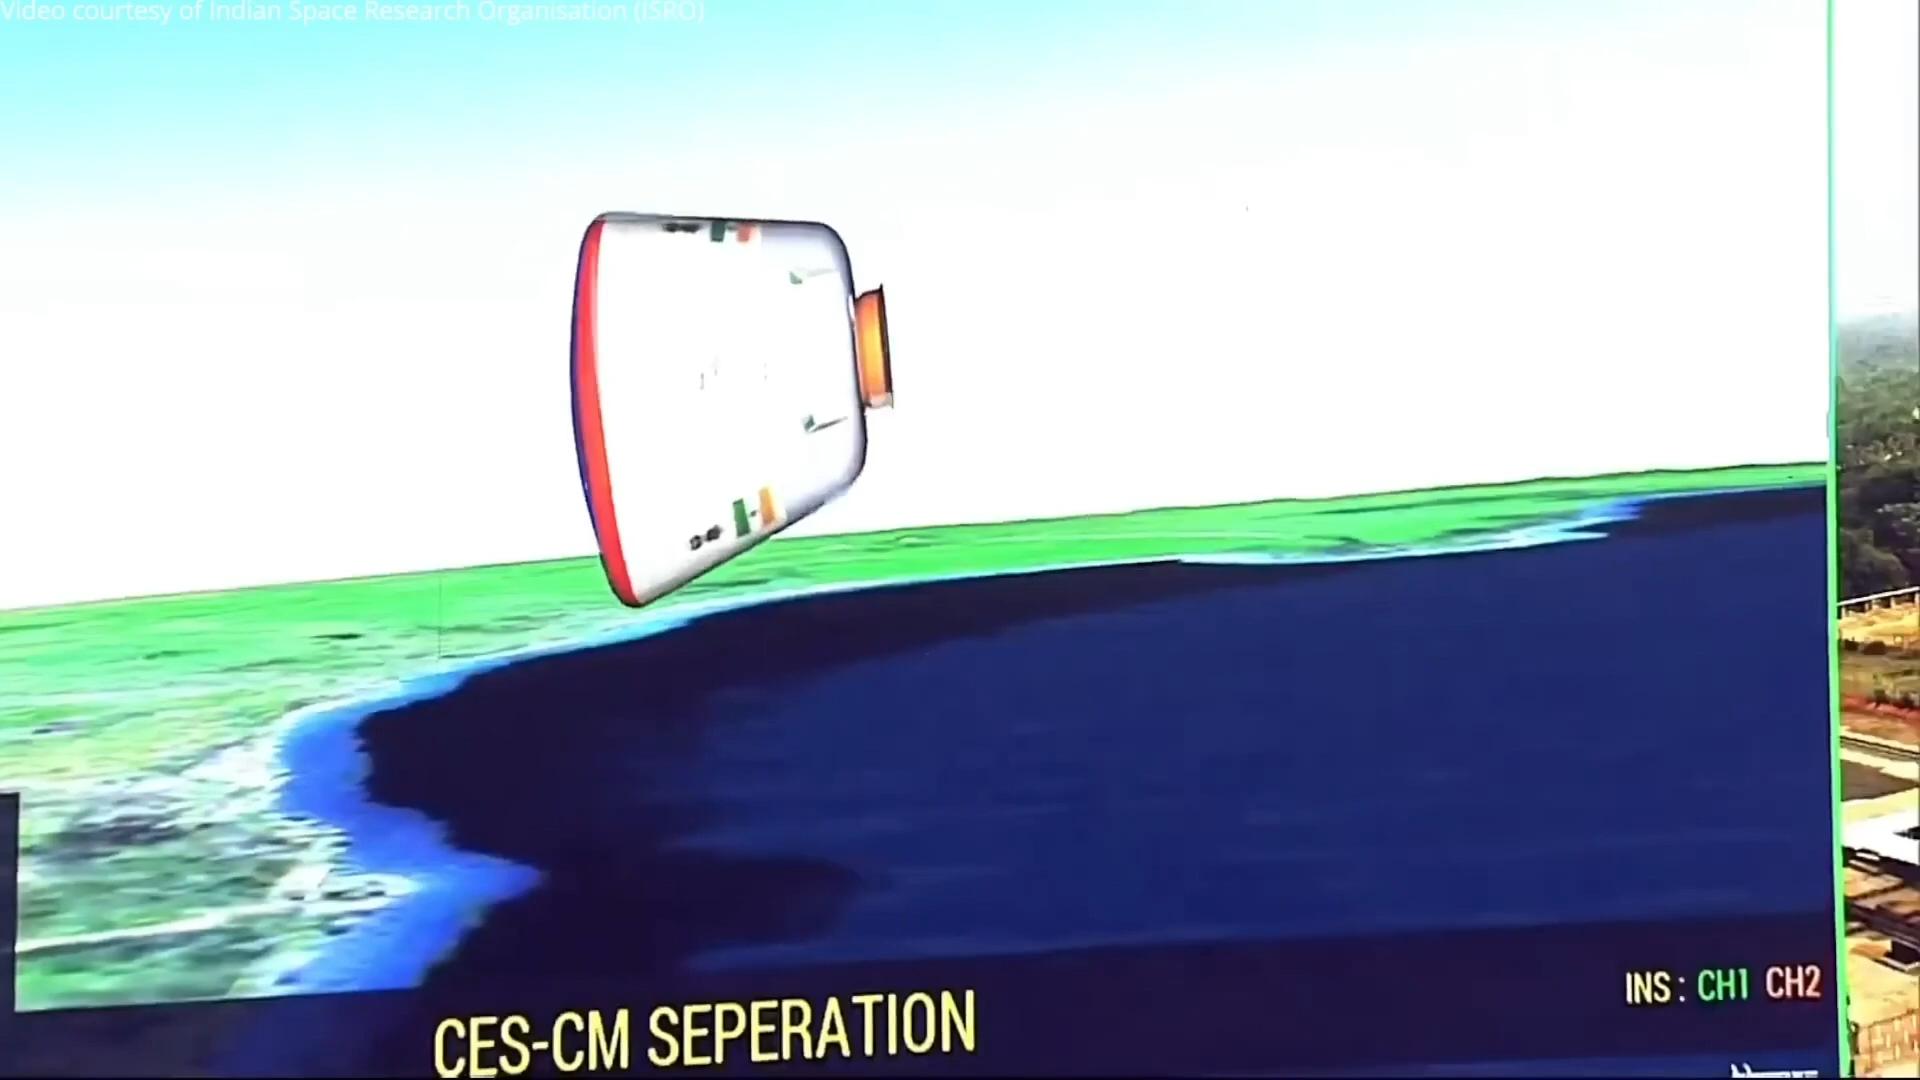 Video courtesy of Indian Space Research Organisation (ISRO)
INS : CH1 CH2
CES-CM SEPERATION